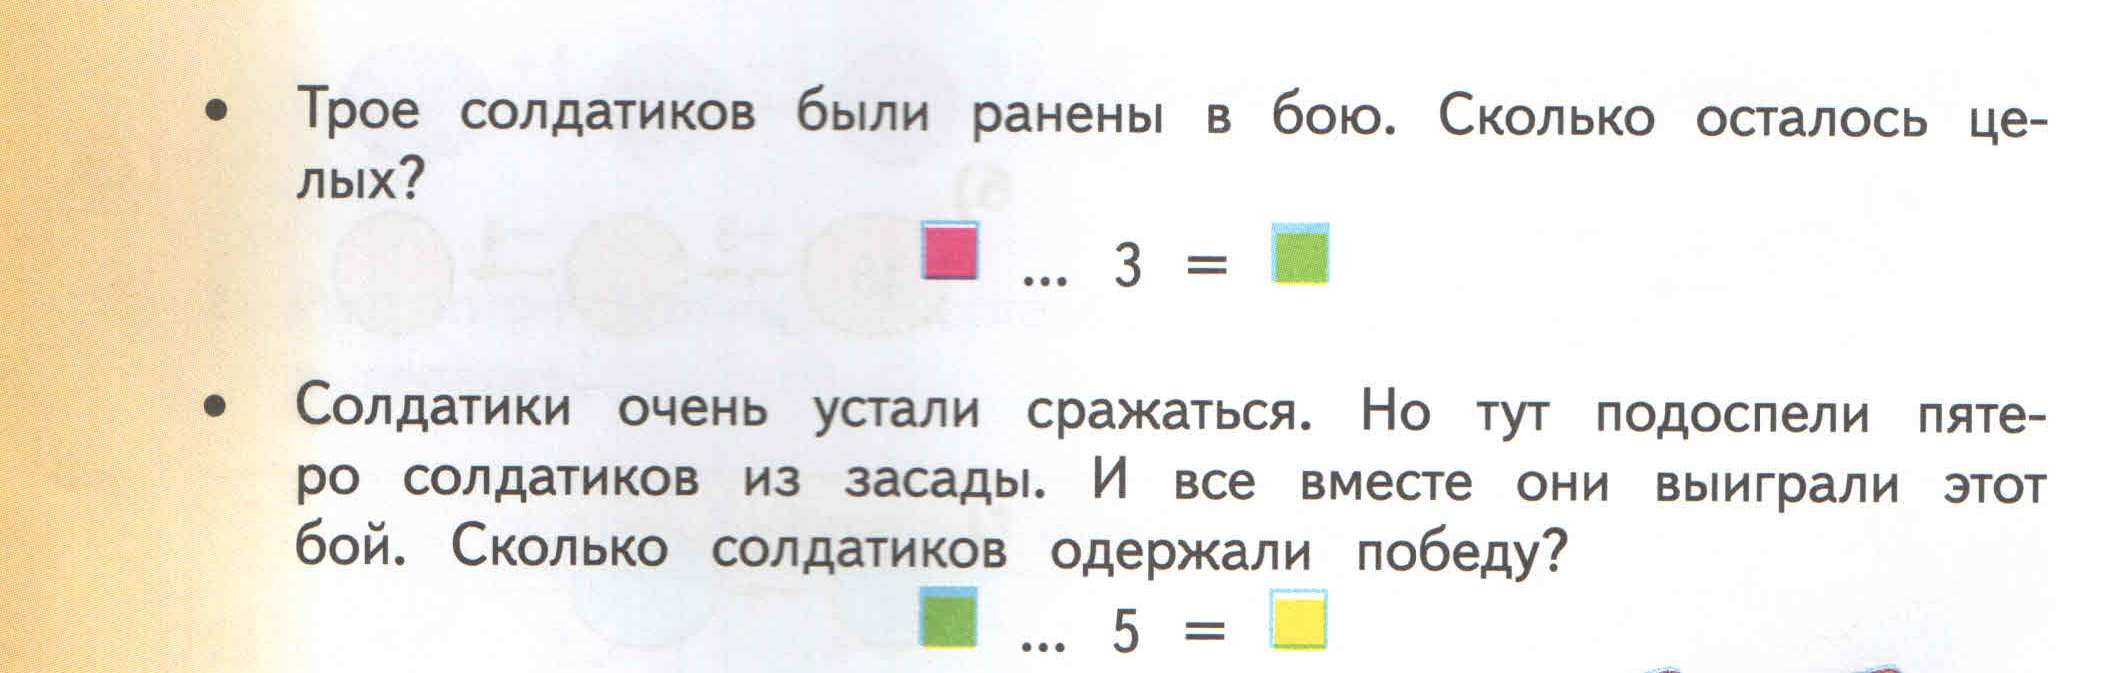 • Трое солдатиков были ранены в бою. Сколько осталось це-
лых?
... 3 =
• Солдатики очень устали сражаться. Но тут подоспели пяте-
ро солдатиков из засады. И все вместе они выиграли этот
бой. Сколько солдатиков одержали победу?
... 5 =